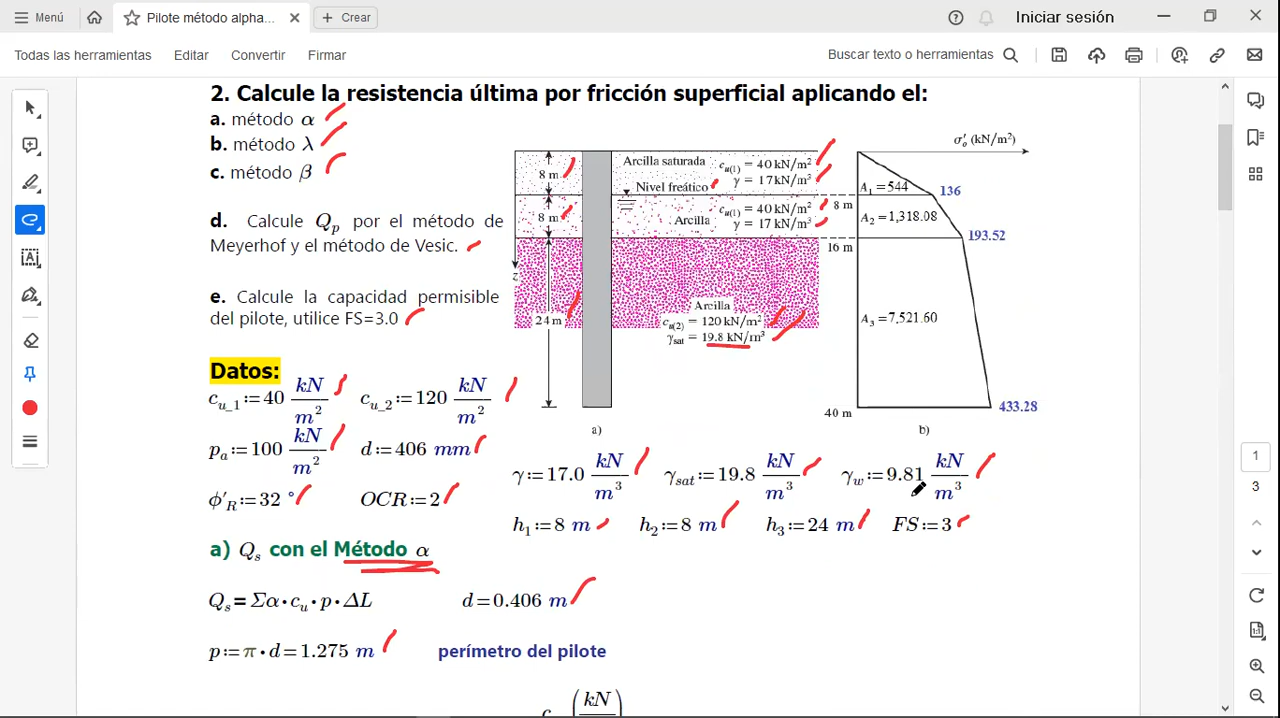 Menú
Pilote método alpha...
Crear
Iniciar sesión
Todas las herramientas
Editar
Convertir
Firmar
Buscar texto o herramientas
2. Calcule la resistencia última por fricción superficial aplicando el:
a. método α
b. método λ
c. método β
d. Calcule Qp por el método de
Meyerhof y el método de Vesic.
e. Calcule la capacidad permisible
del pilote, utilice FS=3.0
8 m
Arcilla saturada
cu(1) = 40 kN/m²
γ = 17 kN/m³
Nivel freático
8 m
Arcilla
cu(1) = 40 kN/m²
γ = 17 kN/m³
z
24 m
Arcilla
cu(2) = 120 kN/m²
γsat = 19.8 kN/m³
a)
σ′o (kN/m²)
A1 = 544
136
8 m
A2 = 1,318.08
193.52
16 m
A3 = 7,521.60
40 m
433.28
b)
Datos:
cu_1 := 40 kN/m²
cu_2 := 120 kN/m²
pa := 100 kN/m²
d := 406 mm
ϕ'R := 32 °
OCR := 2
γ := 17.0 kN/m³
γsat := 19.8 kN/m³
γw := 9.81 kN/m³
h1 := 8 m
h2 := 8 m
h3 := 24 m
FS := 3
a) Qs con el Método α
Qs = Σα·cu·p·ΔL
d = 0.406 m
p := π·d = 1.275 m
perímetro del pilote
(kN)
1
3